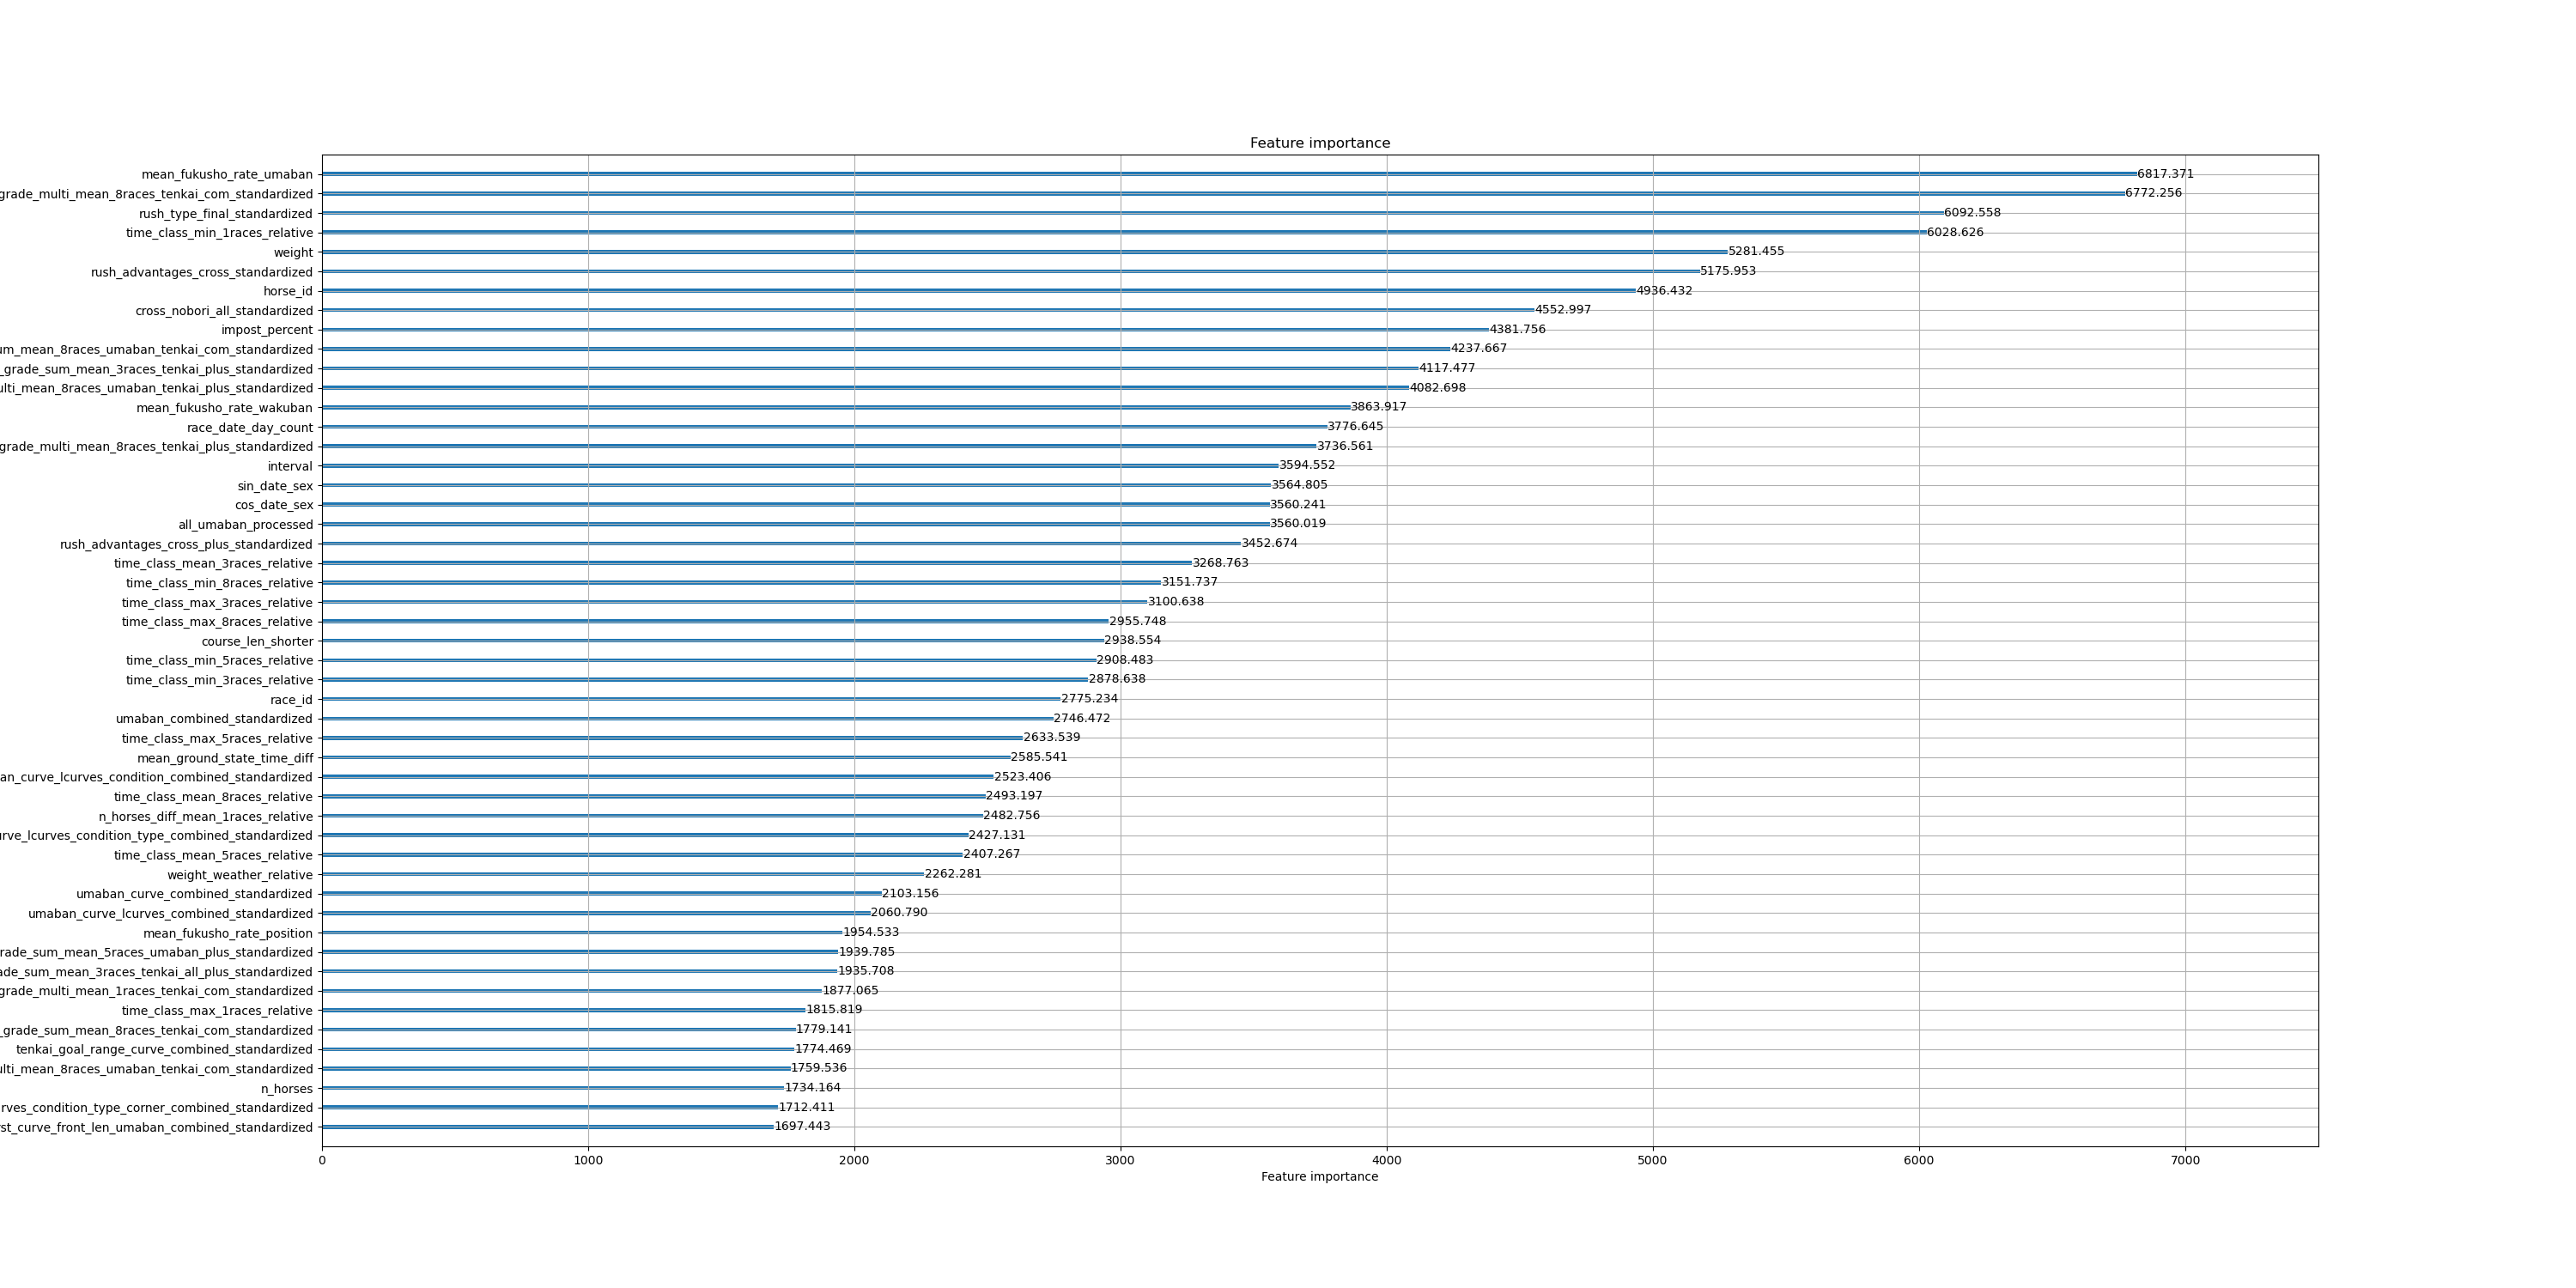 Feature importance
mean_fukusho_rate_umaban 6817.371
grade_multi_mean_8races_tenkai_com_standardized 6772.256
rush_type_final_standardized 6092.558
time_class_min_1races_relative 6028.626
weight 5281.455
rush_advantages_cross_standardized 5175.953
horse_id 4936.432
cross_nobori_all_standardized 4552.997
impost_percent 4381.756
um_mean_8races_umaban_tenkai_com_standardized 4237.667
_grade_sum_mean_3races_tenkai_plus_standardized 4117.477
ulti_mean_8races_umaban_tenkai_plus_standardized 4082.698
mean_fukusho_rate_wakuban 3863.917
race_date_day_count 3776.645
grade_multi_mean_8races_tenkai_plus_standardized 3736.561
interval 3594.552
sin_date_sex 3564.805
cos_date_sex 3560.241
all_umaban_processed 3560.019
rush_advantages_cross_plus_standardized 3452.674
time_class_mean_3races_relative 3268.763
time_class_min_8races_relative 3151.737
time_class_max_3races_relative 3100.638
time_class_max_8races_relative 2955.748
course_len_shorter 2938.554
time_class_min_5races_relative 2908.483
time_class_min_3races_relative 2878.638
race_id 2775.234
umaban_combined_standardized 2746.472
time_class_max_5races_relative 2633.539
mean_ground_state_time_diff 2585.541
an_curve_lcurves_condition_combined_standardized 2523.406
time_class_mean_8races_relative 2493.197
n_horses_diff_mean_1races_relative 2482.756
urve_lcurves_condition_type_combined_standardized 2427.131
time_class_mean_5races_relative 2407.267
weight_weather_relative 2262.281
umaban_curve_combined_standardized 2103.156
umaban_curve_lcurves_combined_standardized 2060.790
mean_fukusho_rate_position 1954.533
rade_sum_mean_5races_umaban_plus_standardized 1939.785
ade_sum_mean_3races_tenkai_all_plus_standardized 1935.708
grade_multi_mean_1races_tenkai_com_standardized 1877.065
time_class_max_1races_relative 1815.819
_grade_sum_mean_8races_tenkai_com_standardized 1779.141
tenkai_goal_range_curve_combined_standardized 1774.469
ulti_mean_8races_umaban_tenkai_com_standardized 1759.536
n_horses 1734.164
rves_condition_type_corner_combined_standardized 1712.411
st_curve_front_len_umaban_combined_standardized 1697.443
0 1000 2000 3000 4000 5000 6000 7000
Feature importance